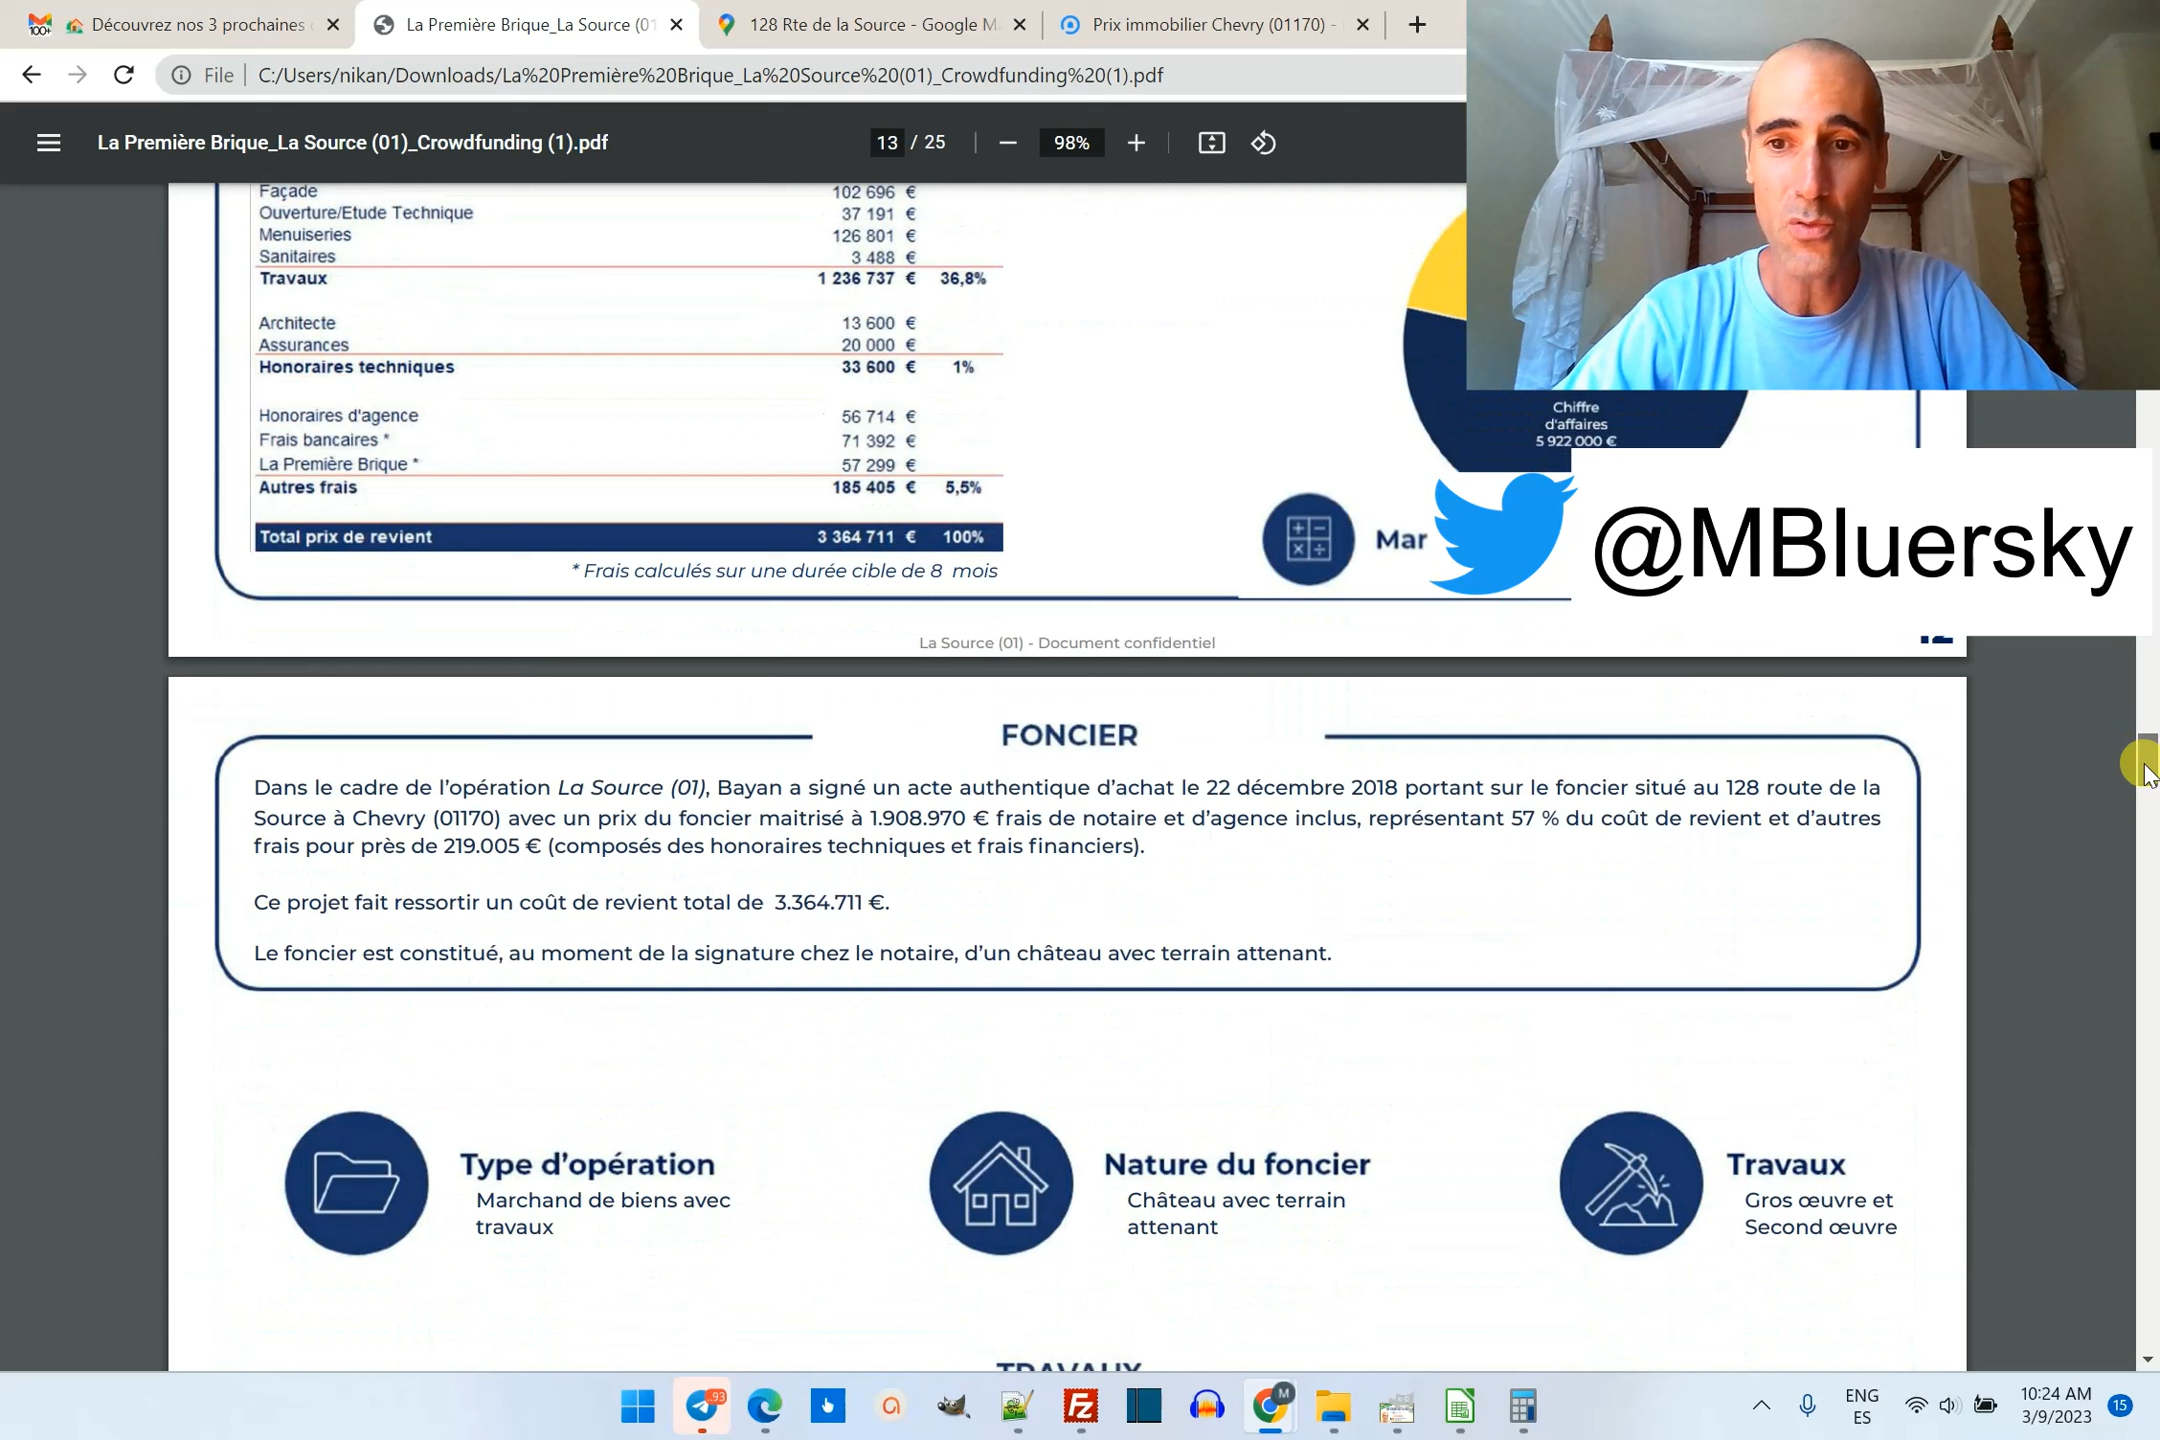 Découvrez nos 3 prochaines
La Première Brique_La Source (01
128 Rte de la Source - Google M
Prix immobilier Chevry (01170) -
File
C:/Users/nikan/Downloads/La%20Première%20Brique_La%20Source%20(01)_Crowdfunding%20(1).pdf
La Première Brique_La Source (01)_Crowdfunding (1).pdf
13 / 25
98%
Façade 102 696 €
Ouverture/Etude Technique 37 191 €
Menuiseries 126 801 €
Sanitaires 3 488 €
Travaux 1 236 737 € 36,8%
Architecte 13 600 €
Assurances 20 000 €
Honoraires techniques 33 600 € 1%
Honoraires d'agence 56 714 €
Frais bancaires * 71 392 €
La Première Brique * 57 299 €
Autres frais 185 405 € 5,5%
Total prix de revient 3 364 711 € 100%
* Frais calculés sur une durée cible de 8 mois
Chiffre
d'affaires
5 922 000 €
Mar
@MBluersky
La Source (01) - Document confidentiel
12
FONCIER
Dans le cadre de l'opération La Source (01), Bayan a signé un acte authentique d'achat le 22 décembre 2018 portant sur le foncier situé au 128 route de la
Source à Chevry (01170) avec un prix du foncier maitrisé à 1.908.970 € frais de notaire et d'agence inclus, représentant 57 % du coût de revient et d'autres
frais pour près de 219.005 € (composés des honoraires techniques et frais financiers).
Ce projet fait ressortir un coût de revient total de 3.364.711 €.
Le foncier est constitué, au moment de la signature chez le notaire, d'un château avec terrain attenant.
Type d'opération
Marchand de biens avec
travaux
Nature du foncier
Château avec terrain
attenant
Travaux
Gros œuvre et
Second œuvre
TRAVAUX
93
M
ENG
ES
10:24 AM
3/9/2023
15